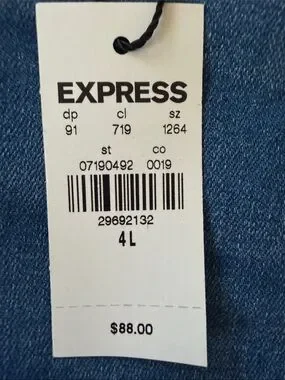 EXPRESS
dp cl sz
91 719 1264
st co
07190492 0019
29692132
4L
$88.00